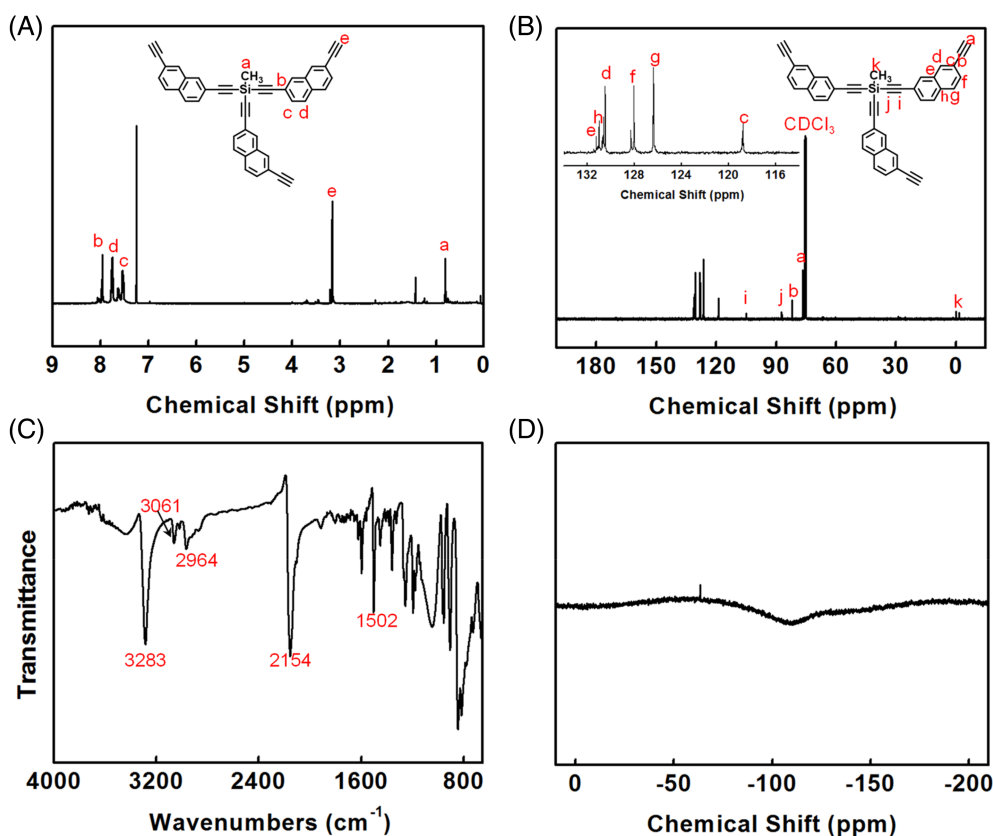 (A)
a
CH3
Si
e
b
c d
e
b
d
c
a
9 8 7 6 5 4 3 2 1 0
Chemical Shift (ppm)
(B)
g
d
f
h
e
c
132 128 124 120 116
Chemical Shift (ppm)
k
CH3
Si
j i
a
d c b
e
f
h g
CDCl3
a
i
j
b
k
180 150 120 90 60 30 0
Chemical Shift (ppm)
(C)
Transmittance
3061
2964
3283
2154
1502
4000 3200 2400 1600 800
Wavenumbers (cm-1)
(D)
0 -50 -100 -150 -200
Chemical Shift (ppm)